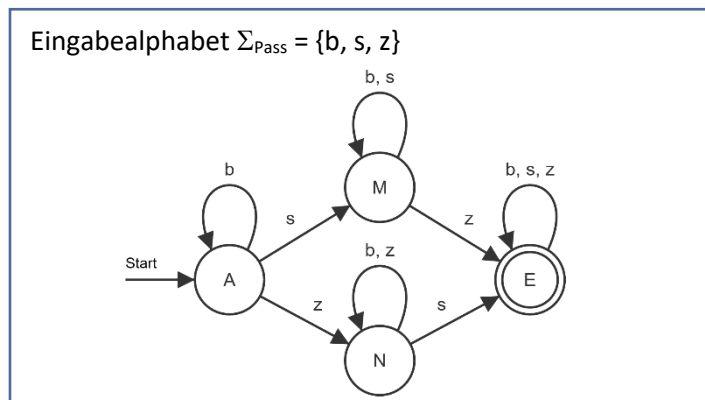 Eingabealphabet Σ_Pass = {b, s, z}
b, s
b
M
b, s, z
s
z
Start
A
b, z
E
z
s
N